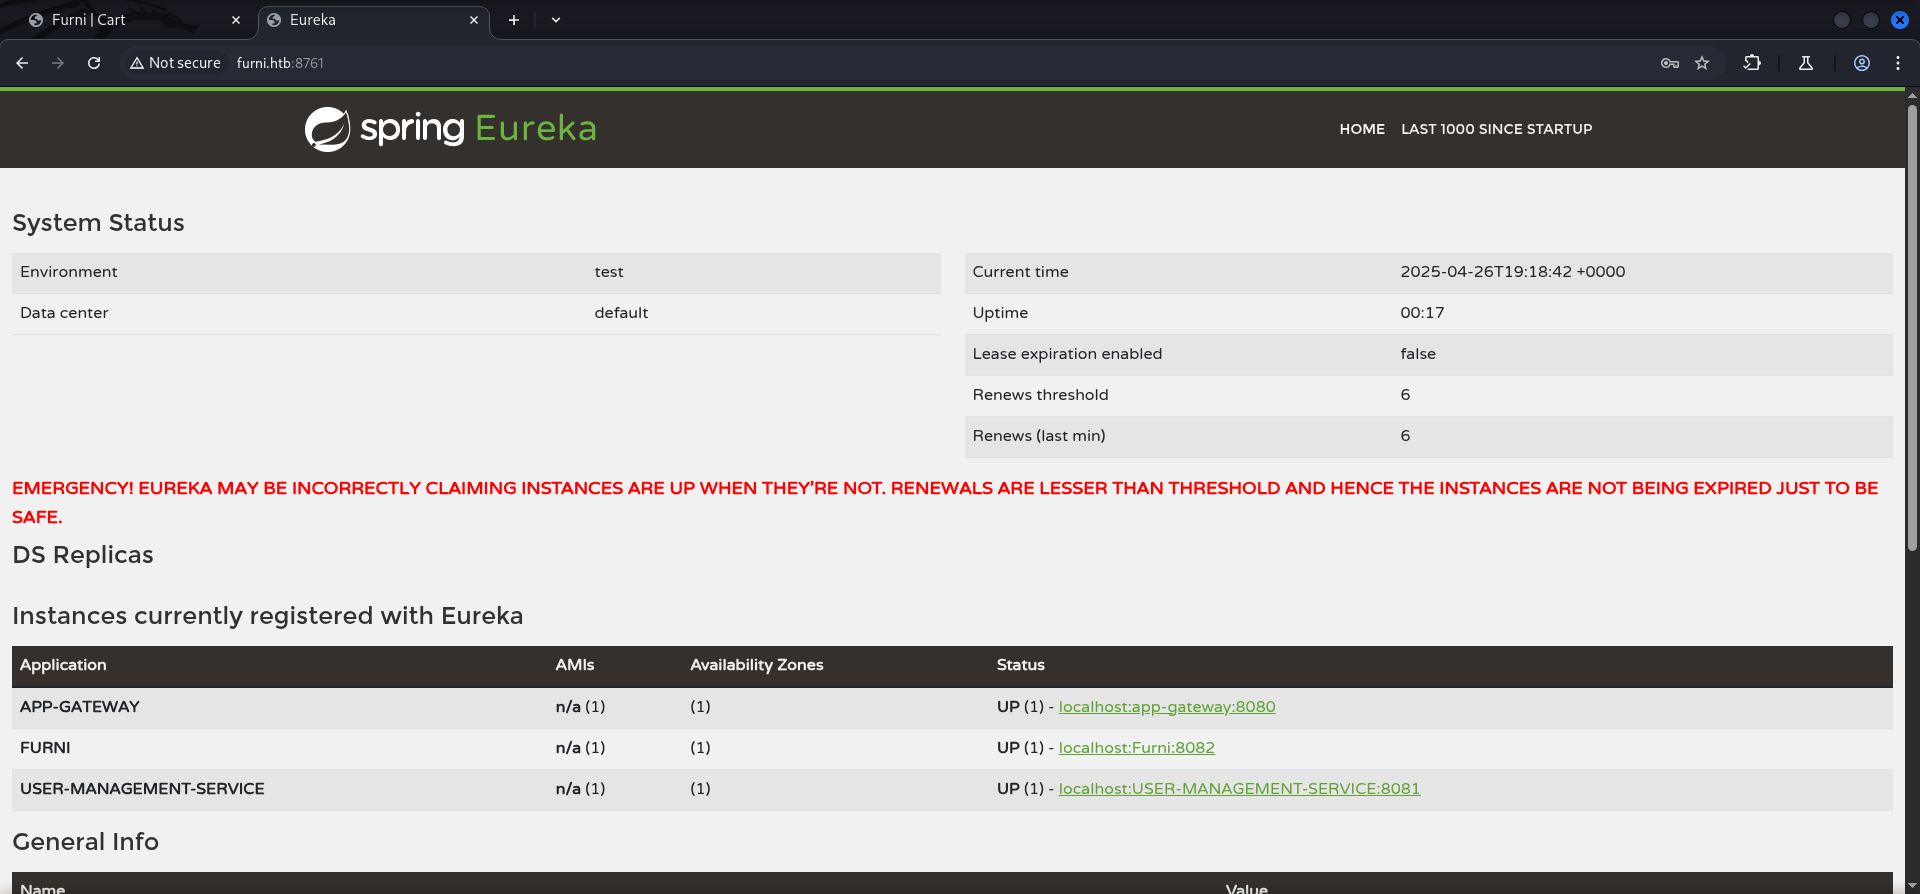 Furni | Cart
Eureka
Not secure furni.htb:8761
spring Eureka
HOME LAST 1000 SINCE STARTUP
System Status
Environment test
Data center default
Current time 2025-04-26T19:18:42 +0000
Uptime 00:17
Lease expiration enabled false
Renews threshold 6
Renews (last min) 6
EMERGENCY! EUREKA MAY BE INCORRECTLY CLAIMING INSTANCES ARE UP WHEN THEY'RE NOT. RENEWALS ARE LESSER THAN THRESHOLD AND HENCE THE INSTANCES ARE NOT BEING EXPIRED JUST TO BE
SAFE.
DS Replicas
Instances currently registered with Eureka
Application AMIs Availability Zones Status
APP-GATEWAY n/a (1) (1) UP (1) - localhost:app-gateway:8080
FURNI n/a (1) (1) UP (1) - localhost:Furni:8082
USER-MANAGEMENT-SERVICE n/a (1) (1) UP (1) - localhost:USER-MANAGEMENT-SERVICE:8081
General Info
Name Value